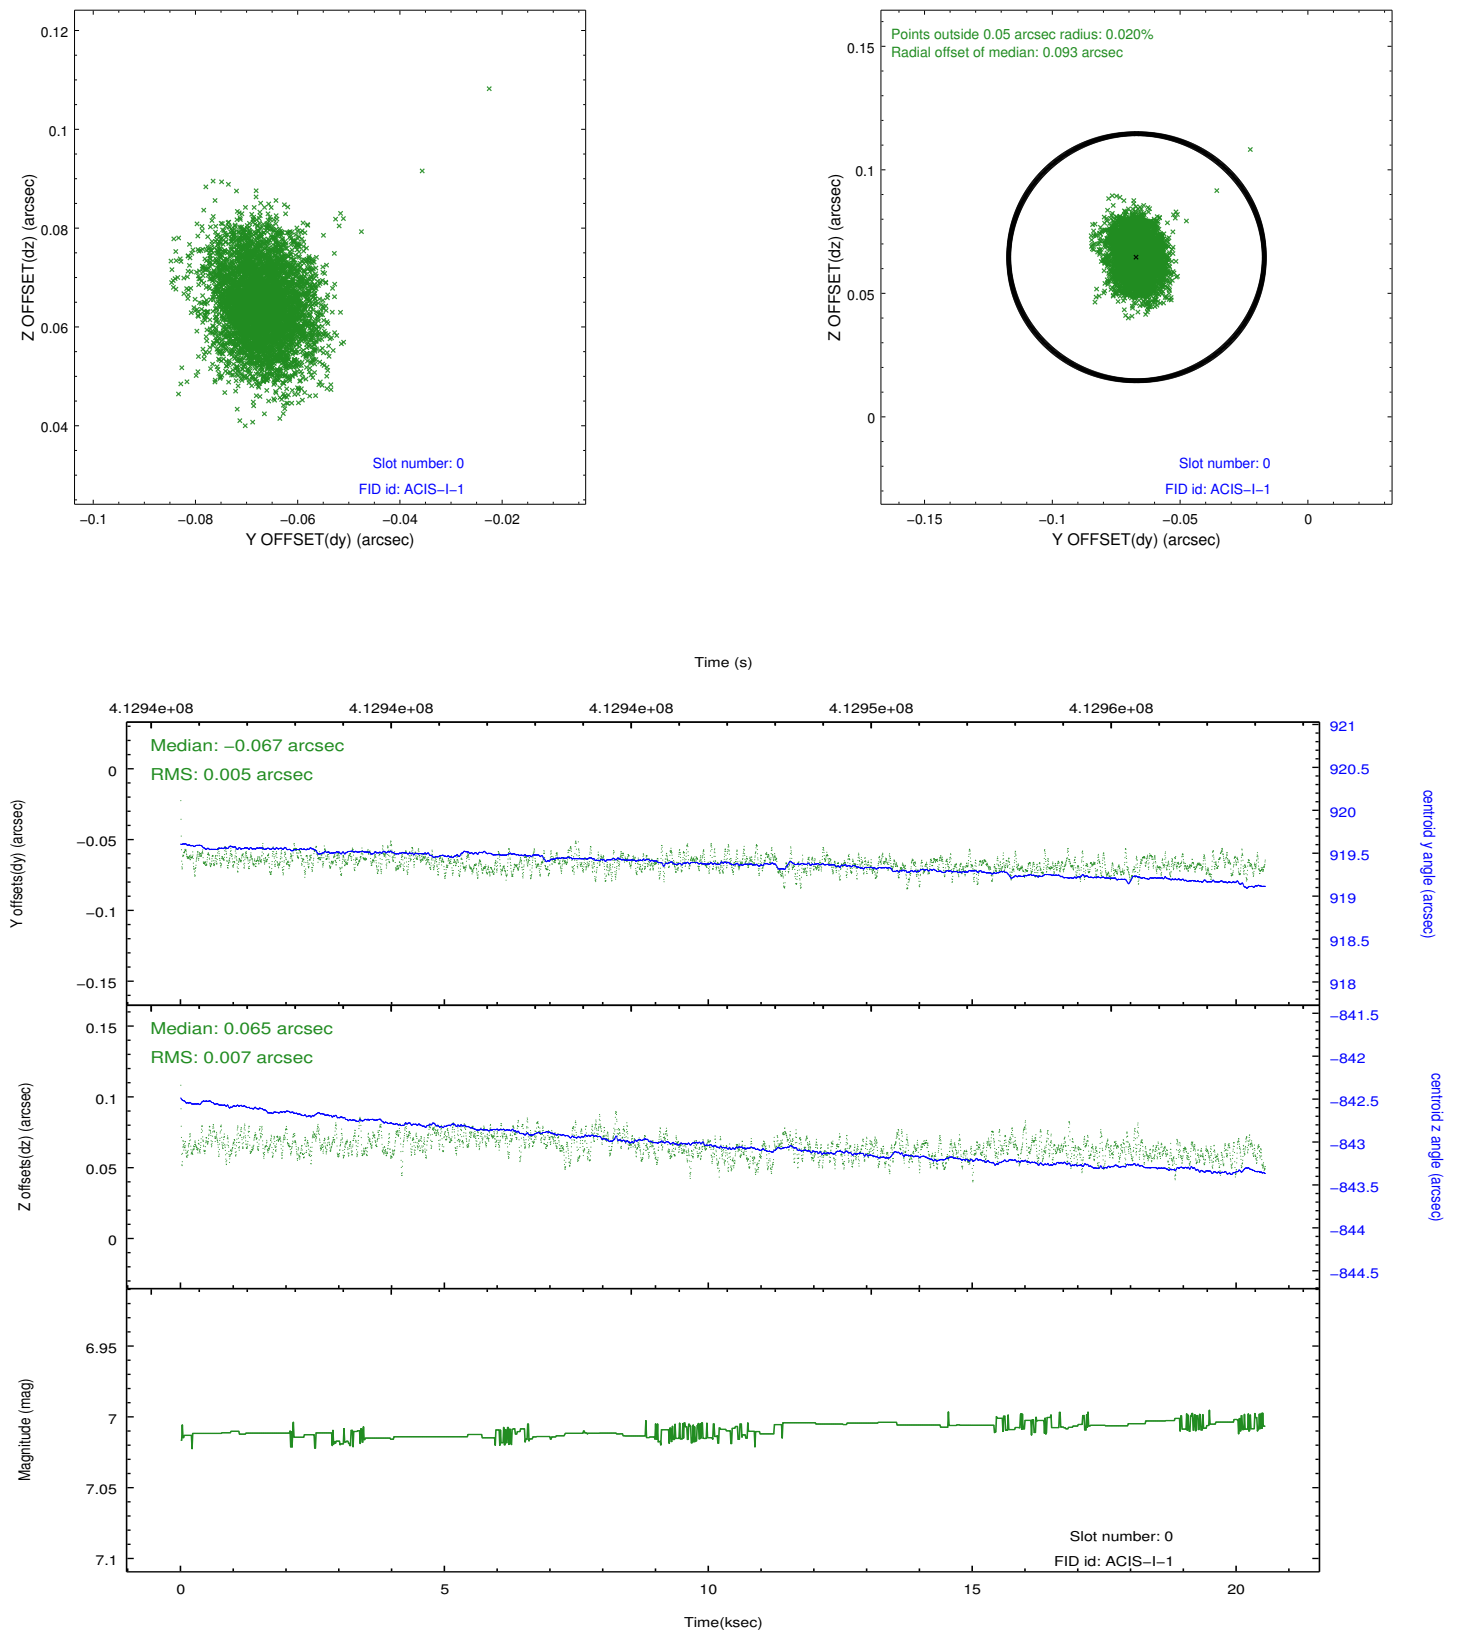 0.12
0.1
0.08
0.06
0.04
Z OFFSET(dz) (arcsec)
Slot number: 0
FID id: ACIS−I−1
−0.1 −0.08 −0.06 −0.04 −0.02
Y OFFSET(dy) (arcsec)
Points outside 0.05 arcsec radius: 0.020%
Radial offset of median: 0.093 arcsec
0.15
0.1
0.05
0
Z OFFSET(dz) (arcsec)
Slot number: 0
FID id: ACIS−I−1
−0.15 −0.1 −0.05 0
Y OFFSET(dy) (arcsec)
Time (s)
4.1294e+08 4.1294e+08 4.1294e+08 4.1295e+08 4.1296e+08
Median: −0.067 arcsec
RMS: 0.005 arcsec
0
−0.05
−0.1
−0.15
Y offsets(dy) (arcsec)
921
920.5
920
919.5
919
918.5
918
centroid y angle (arcsec)
Median: 0.065 arcsec
RMS: 0.007 arcsec
0.15
0.1
0.05
0
Z offsets(dz) (arcsec)
−841.5
−842
−842.5
−843
−843.5
−844
−844.5
centroid z angle (arcsec)
6.95
7
7.05
7.1
Magnitude (mag)
Slot number: 0
FID id: ACIS−I−1
0 5 10 15 20
Time(ksec)